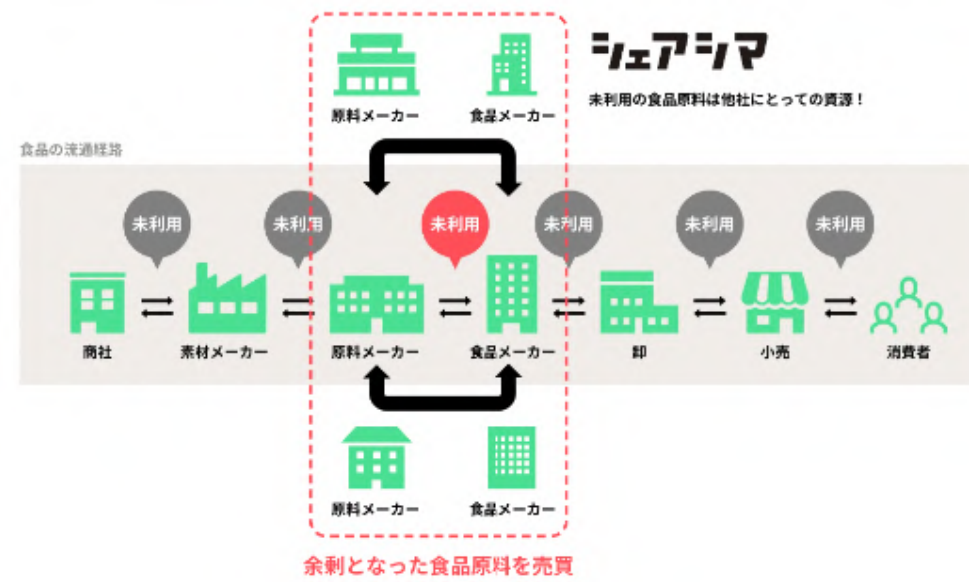 シェアシマ
未利用の食品原料は他社にとっての資源！
原料メーカー
食品メーカー
食品の流通経路
未利用
未利用
未利用
未利用
未利用
未利用
商社
素材メーカー
原料メーカー
食品メーカー
卸
小売
消費者
原料メーカー
食品メーカー
余剰となった食品原料を売買